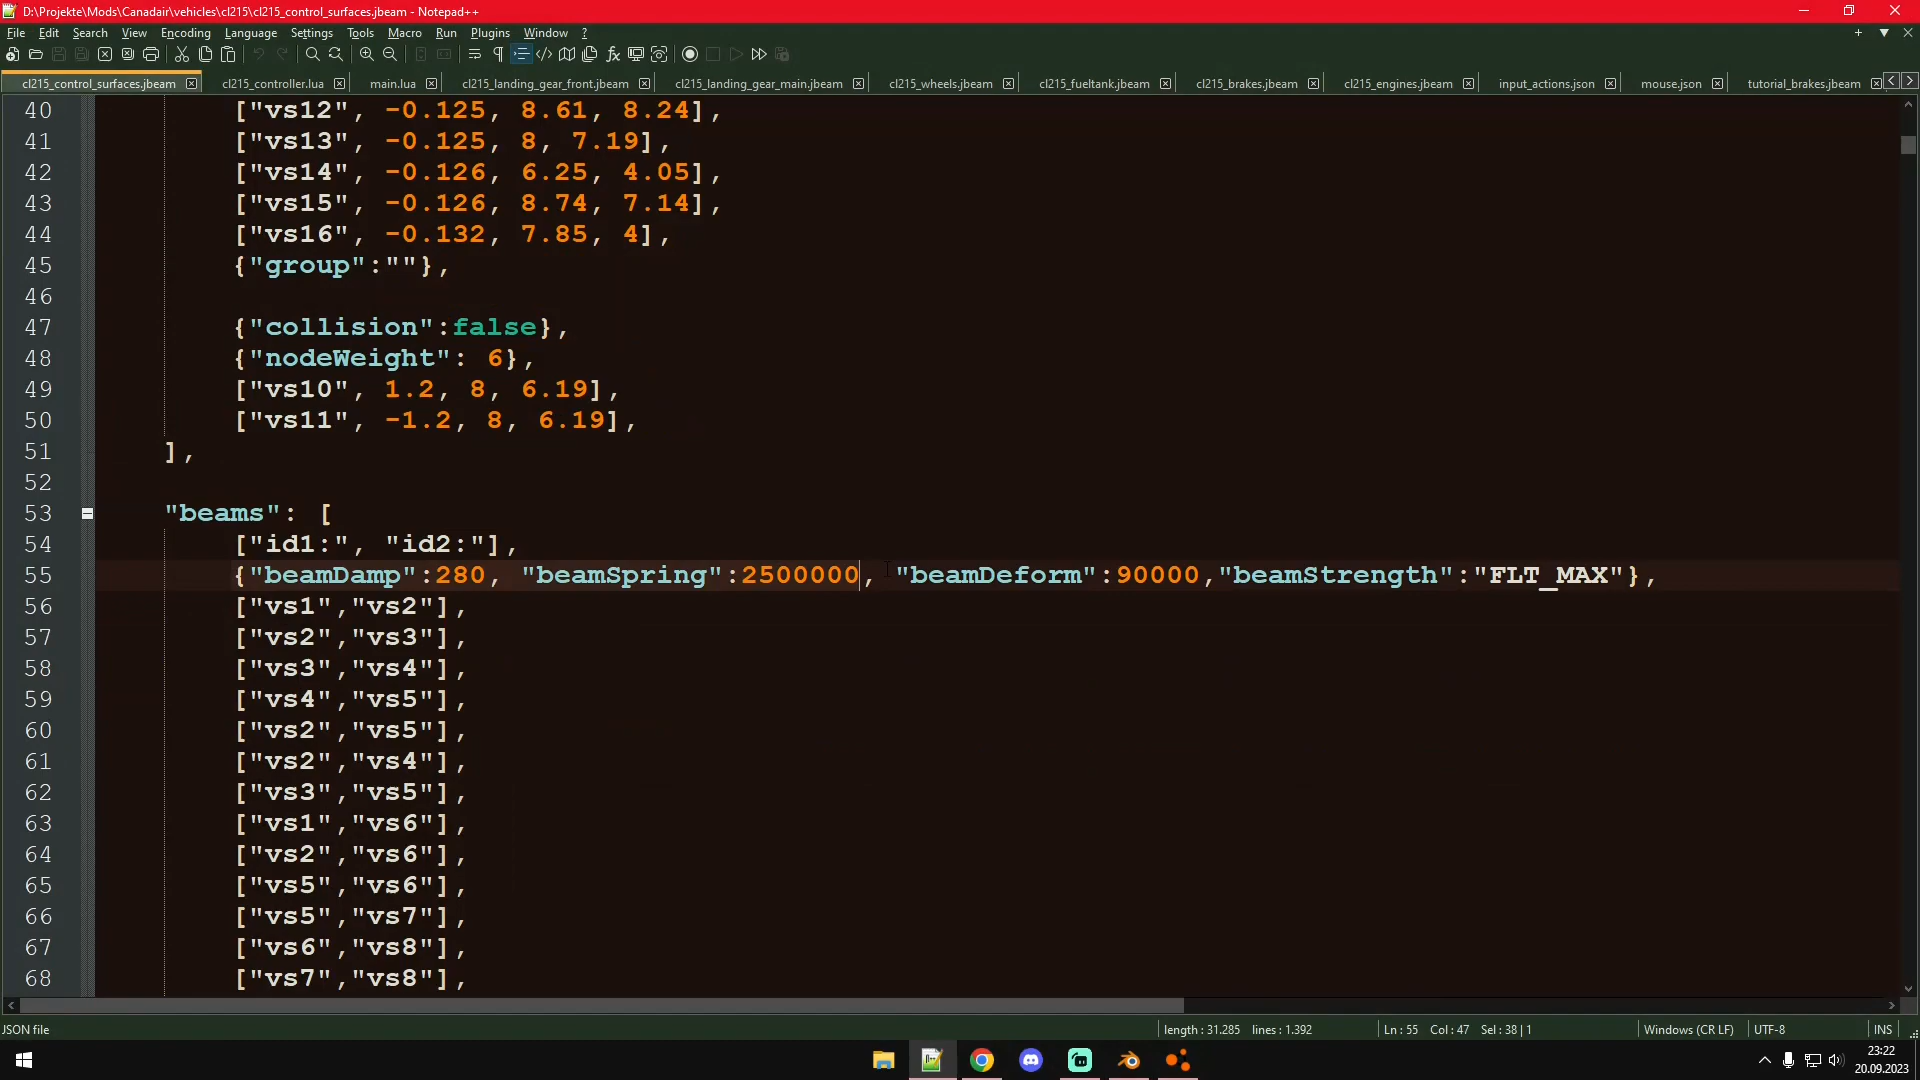 D:\Projekte\Mods\Canadair\vehicles\cl215\cl215_control_surfaces.jbeam - Notepad++
File Edit Search View Encoding Language Settings Tools Macro Run Plugins Window ?
cl215_control_surfaces.jbeam cl215_controller.lua main.lua cl215_landing_gear_front.jbeam cl215_landing_gear_main.jbeam cl215_wheels.jbeam cl215_fueltank.jbeam cl215_brakes.jbeam cl215_engines.jbeam input_actions.json mouse.json tutorial_brakes.jbeam
40 ["vs12", -0.125, 8.61, 8.24],
41 ["vs13", -0.125, 8, 7.19],
42 ["vs14", -0.126, 6.25, 4.05],
43 ["vs15", -0.126, 8.74, 7.14],
44 ["vs16", -0.132, 7.85, 4],
45 {"group":""},
46
47 {"collision":false},
48 {"nodeWeight": 6},
49 ["vs10", 1.2, 8, 6.19],
50 ["vs11", -1.2, 8, 6.19],
51 ],
52
53 "beams": [
54 ["id1:", "id2:"],
55 {"beamDamp":280, "beamSpring":2500000, "beamDeform":90000,"beamStrength":"FLT_MAX"},
56 ["vs1","vs2"],
57 ["vs2","vs3"],
58 ["vs3","vs4"],
59 ["vs4","vs5"],
60 ["vs2","vs5"],
61 ["vs2","vs4"],
62 ["vs3","vs5"],
63 ["vs1","vs6"],
64 ["vs2","vs6"],
65 ["vs5","vs6"],
66 ["vs5","vs7"],
67 ["vs6","vs8"],
68 ["vs7","vs8"],
JSON file length : 31.285 lines : 1.392 Ln : 55 Col : 47 Sel : 38 | 1 Windows (CR LF) UTF-8 INS
23:22
20.09.2023